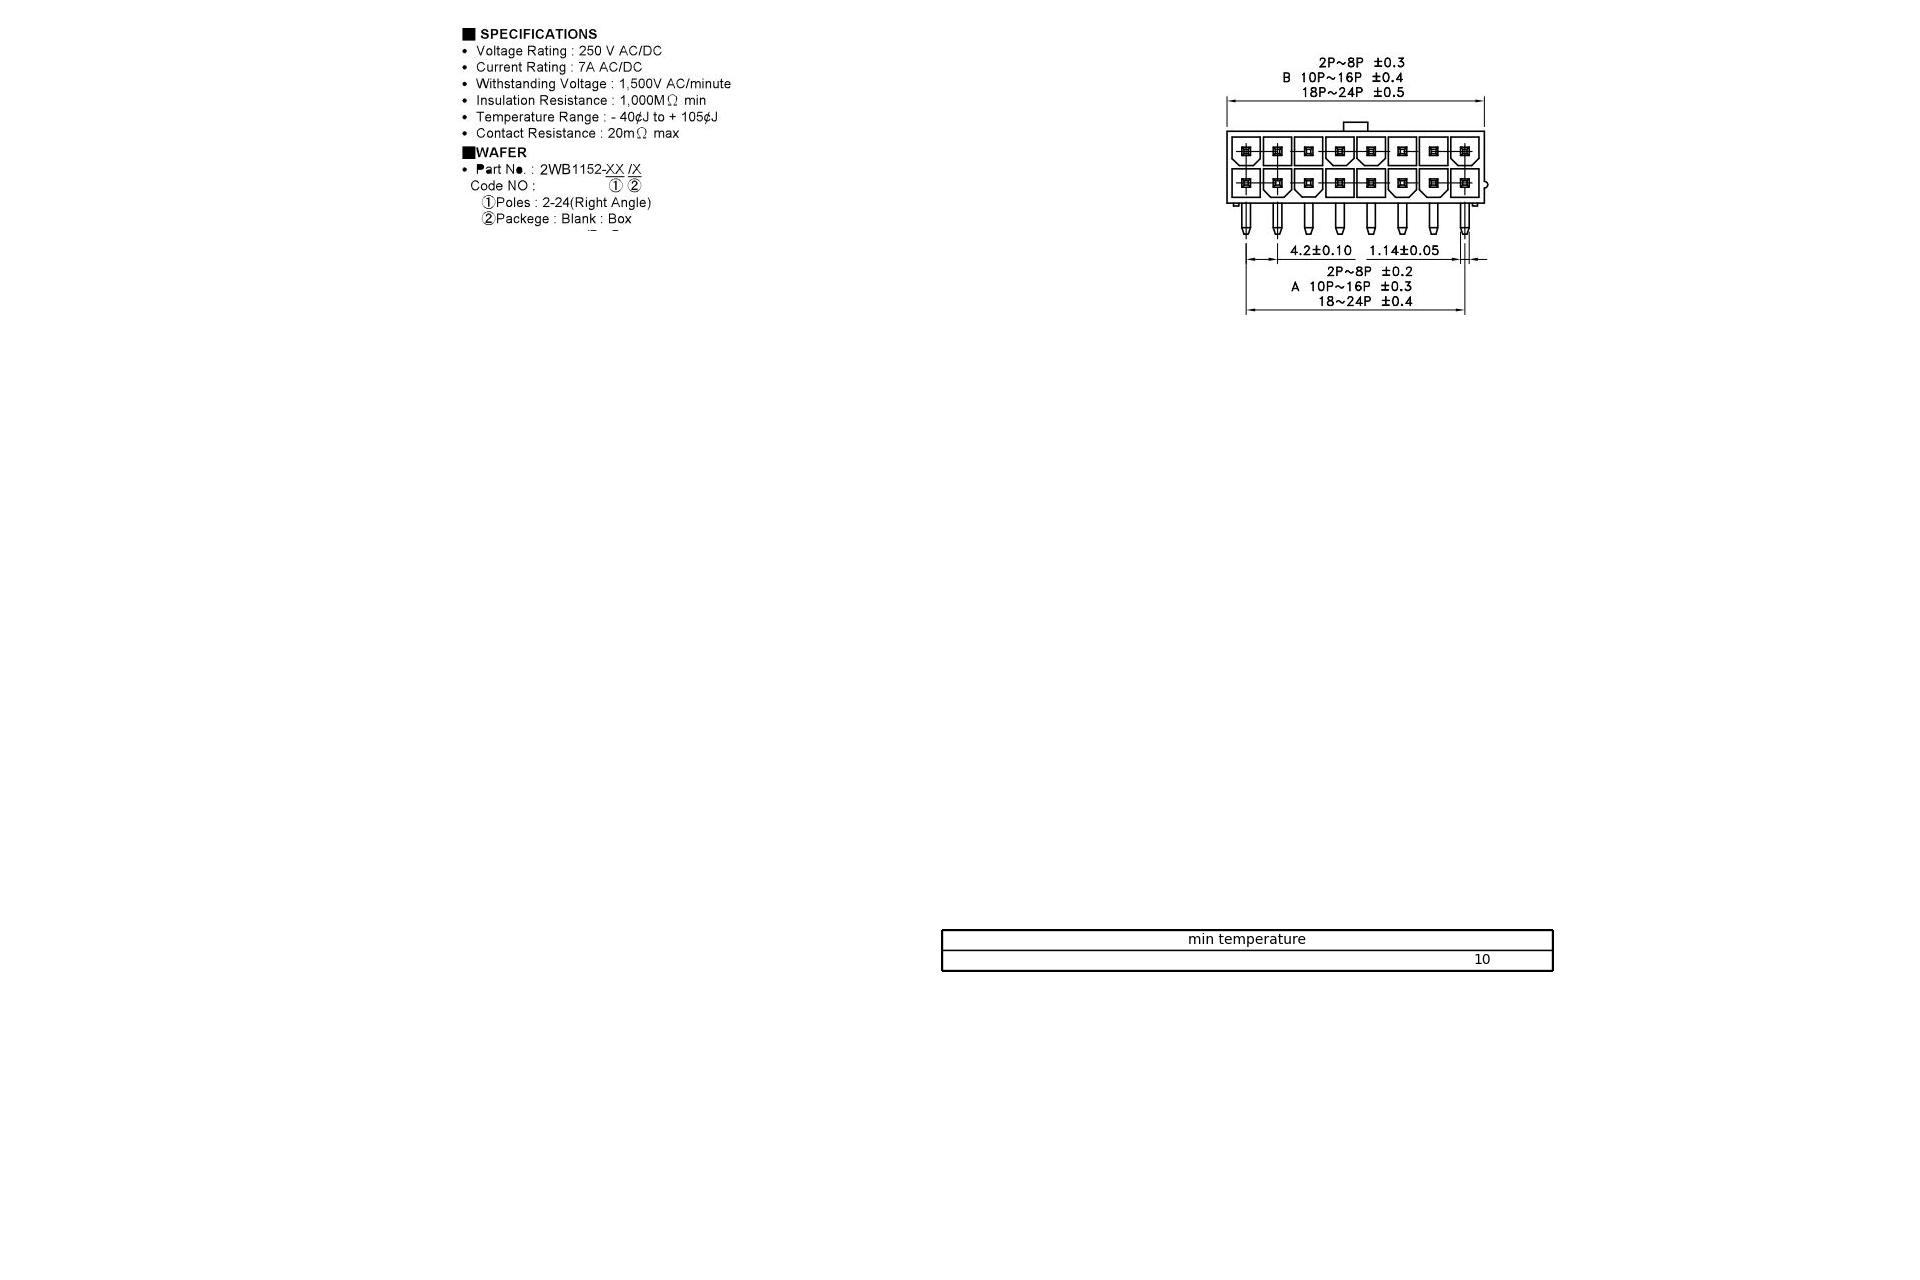 ■ SPECIFICATIONS
• Voltage Rating : 250 V AC/DC
• Current Rating : 7A AC/DC
• Withstanding Voltage : 1,500V AC/minute
• Insulation Resistance : 1,000MΩ min
• Temperature Range : - 40¢J to + 105¢J
• Contact Resistance : 20mΩ max
■WAFER
• Part No. : 2WB1152-XX /X
Code NO : ① ②
①Poles : 2-24(Right Angle)
②Packege : Blank : Box
2P~8P ±0.3
B 10P~16P ±0.4
18P~24P ±0.5
4.2±0.10 1.14±0.05
2P~8P ±0.2
A 10P~16P ±0.3
18~24P ±0.4
min temperature
10